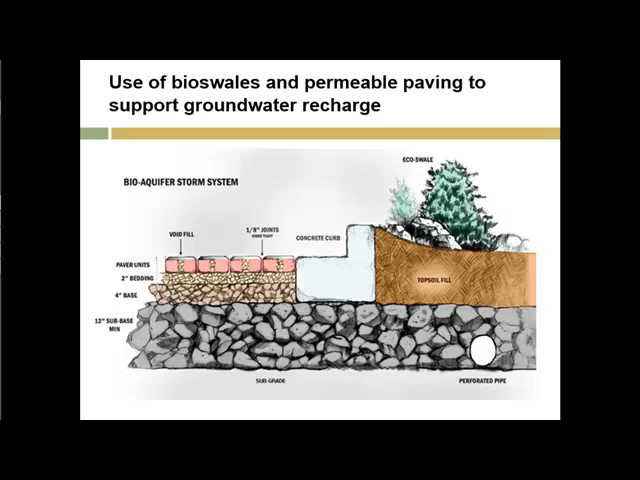 Use of bioswales and permeable paving to
support groundwater recharge
ECO-SWALE
BIO-AQUIFER STORM SYSTEM
VOID FILL
1/8" JOINTS
HAND TIGHT
CONCRETE CURB
PAVER UNITS
2" BEDDING
TOPSOIL FILL
4" BASE
12" SUB-BASE
MIN
SUB GRADE
PERFORATED PIPE